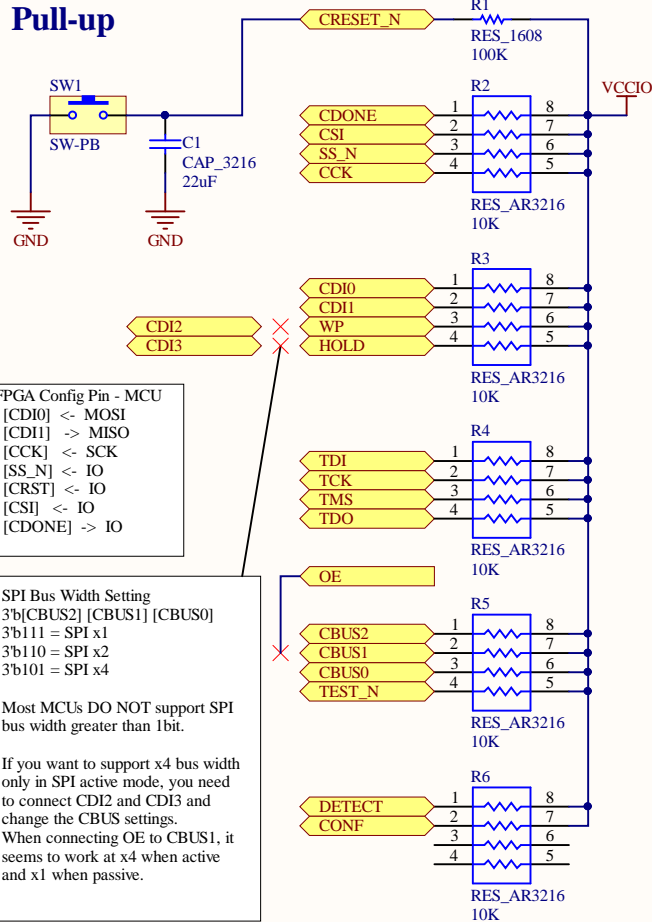 Pull-up
CRESET_N
R1
RES_1608
100K
VCCIO
SW1
SW-PB
C1
CAP_3216
22uF
GND
GND
R2
CDONE 1 8
CSI 2 7
SS_N 3 6
CCK 4 5
RES_AR3216
10K
R3
CDI0 1 8
CDI1 2 7
CDI2 WP 3 6
CDI3 HOLD 4 5
RES_AR3216
10K
FPGA Config Pin - MCU
[CDI0] <- MOSI
[CDI1] -> MISO
[CCK] <- SCK
[SS_N] <- IO
[CRST] <- IO
[CSI] <- IO
[CDONE] -> IO
R4
TDI 1 8
TCK 2 7
TMS 3 6
TDO 4 5
RES_AR3216
10K
OE
SPI Bus Width Setting
3'b[CBUS2] [CBUS1] [CBUS0]
3'b111 = SPI x1
3'b110 = SPI x2
3'b101 = SPI x4
Most MCUs DO NOT support SPI
bus width greater than 1bit.
If you want to support x4 bus width
only in SPI active mode, you need
to connect CDI2 and CDI3 and
change the CBUS settings.
When connecting OE to CBUS1, it
seems to work at x4 when active
and x1 when passive.
R5
CBUS2 1 8
CBUS1 2 7
CBUS0 3 6
TEST_N 4 5
RES_AR3216
10K
R6
DETECT 1 8
CONF 2 7
3 6
4 5
RES_AR3216
10K